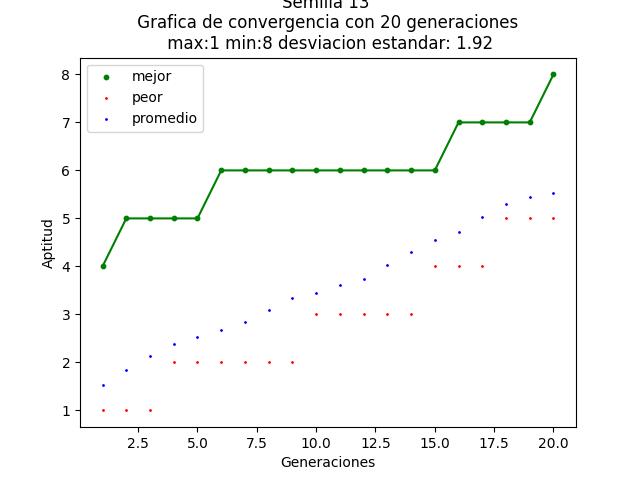 Semilla 13
Grafica de convergencia con 20 generaciones
max:1 min:8 desviacion estandar: 1.92
mejor
peor
promedio
8
7
6
5
4
3
2
1
Aptitud
2.5 5.0 7.5 10.0 12.5 15.0 17.5 20.0
Generaciones